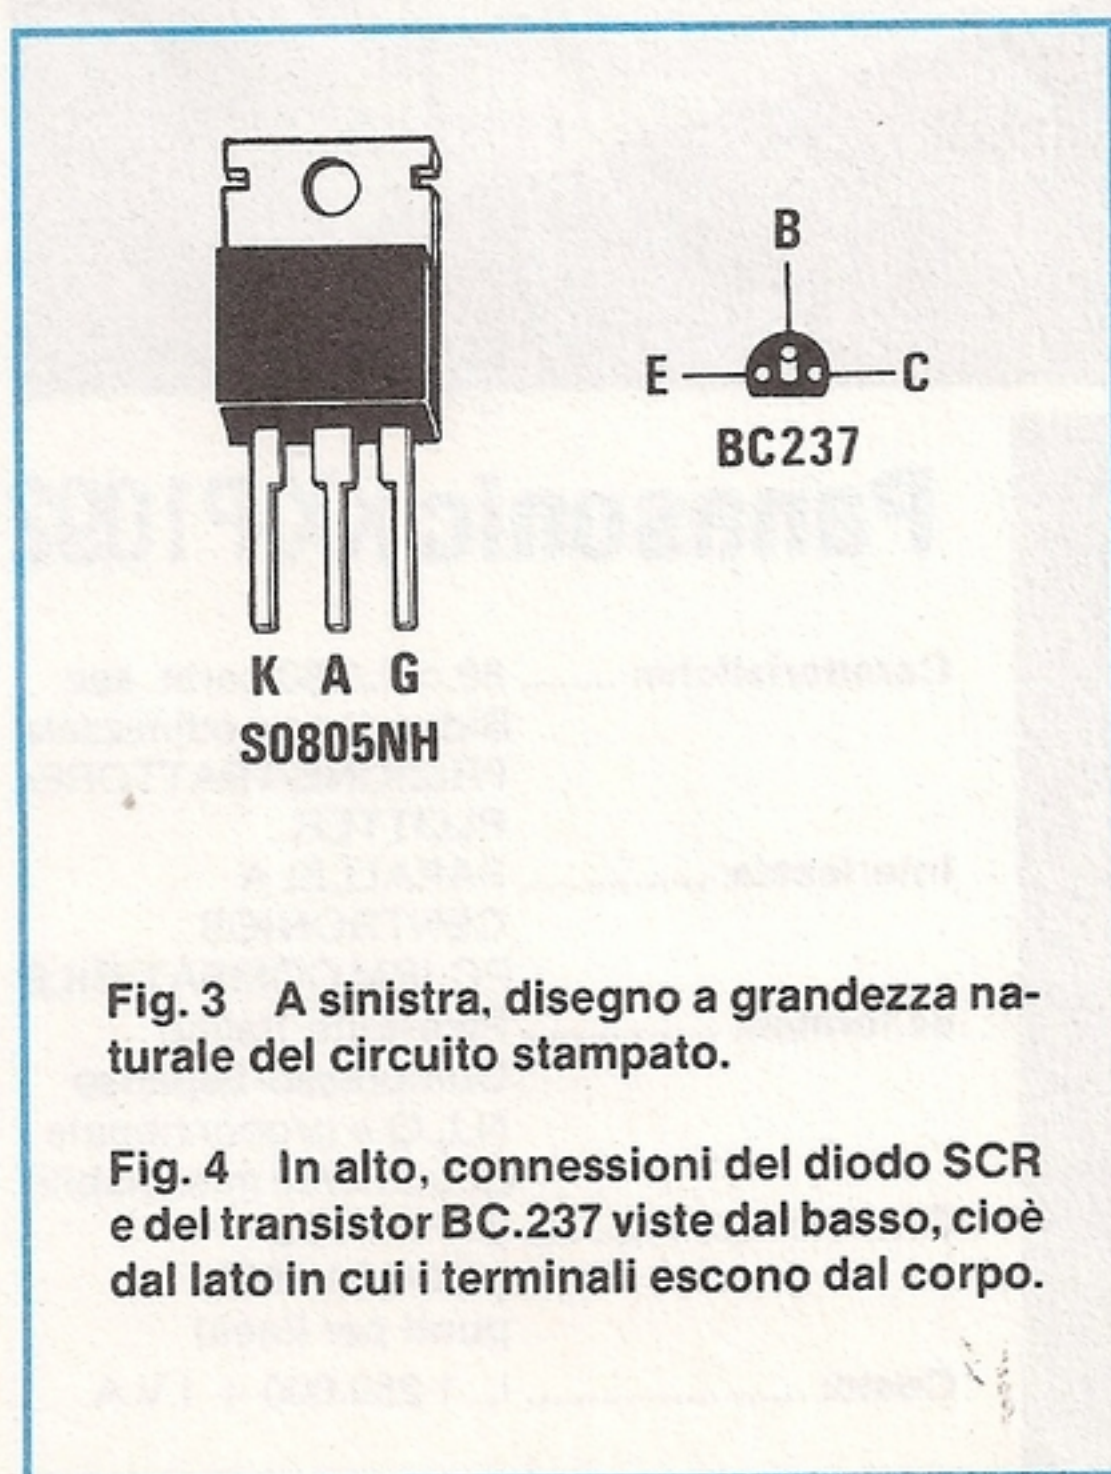 B
E
C
BC237
K A G
S0805NH
Fig. 3 A sinistra, disegno a grandezza na-
turale del circuito stampato.
Fig. 4 In alto, connessioni del diodo SCR
e del transistor BC.237 viste dal basso, cioè
dal lato in cui i terminali escono dal corpo.